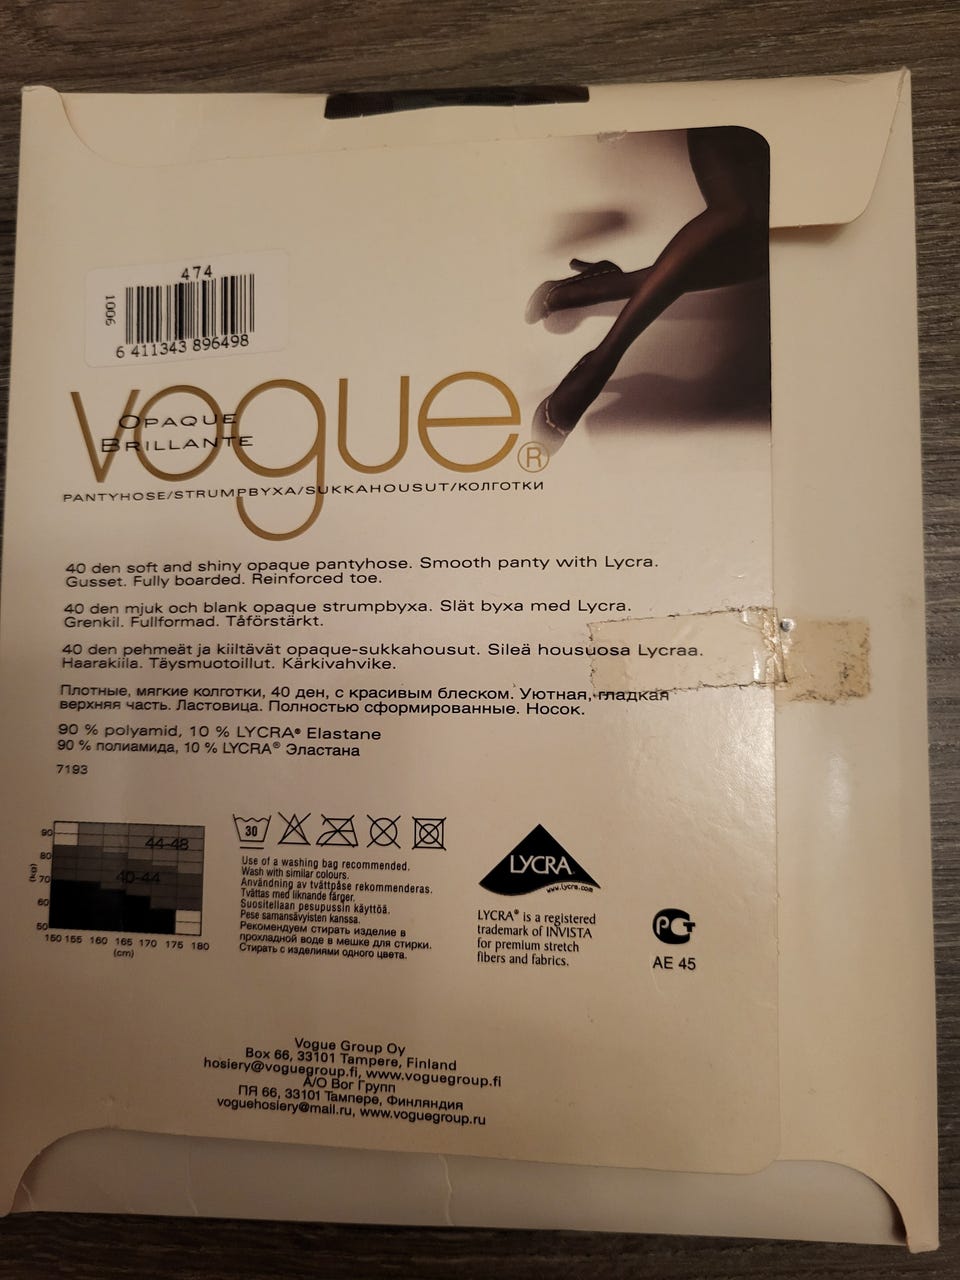 474
1006
6 411343 896498
vogue®
OPAQUE
BRILLANTE
PANTYHOSE/STRUMPBYXA/SUKKAHOUSUT/КОЛГОТКИ
40 den soft and shiny opaque pantyhose. Smooth panty with Lycra.
Gusset. Fully boarded. Reinforced toe.
40 den mjuk och blank opaque strumpbyxa. Slät byxa med Lycra.
Grenkil. Fullformad. Tåförstärkt.
40 den pehmeät ja kiiltävät opaque-sukkahousut. Sileä housuosa Lycraa.
Haarakiila. Täysmuotoillut. Kärkivahvike.
Плотные, мягкие колготки, 40 ден, с красивым блеском. Уютная, гладкая
верхняя часть. Ластовица. Полностью сформированные. Носок.
90 % polyamid, 10 % LYCRA® Elastane
90 % полиамида, 10 % LYCRA® Эластана
7193
90
80
70
60
50
(kg)
44-48
40-44
150 155 160 165 170 175 180
(cm)
30
Use of a washing bag recommended.
Wash with similar colours.
Användning av tvättpåse rekommenderas.
Tvättas med liknande färger.
Suositellaan pesupussin käyttöä.
Pese samansävyisten kanssa.
Рекомендуем стирать изделие в
прохладной воде в мешке для стирки.
Стирать с изделиями одного цвета.
LYCRA
www.lycra.com
LYCRA® is a registered
trademark of INVISTA
for premium stretch
fibers and fabrics.
РСТ
AE 45
Vogue Group Oy
Box 66, 33101 Tampere, Finland
hosiery@voguegroup.fi, www.voguegroup.fi
А/О Вог Групп
ПЯ 66, 33101 Тампере, Финляндия
voguehosiery@mail.ru, www.voguegroup.ru